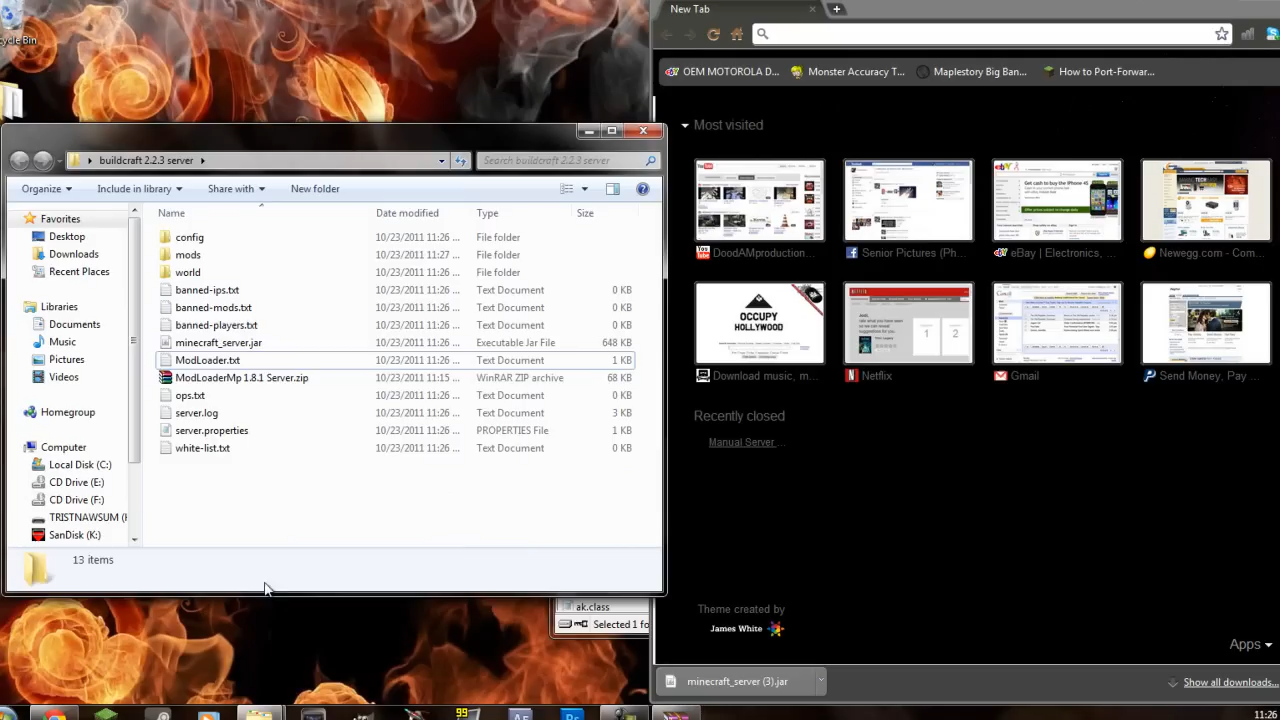 cycle Bin
buildcraft 2.2.3 server
Search buildcraft 2.2.3 server
Organize
Include in library
Share with
New folder
Name
Date modified
Type
Size
Favorites
Desktop
Downloads
Recent Places
Libraries
Documents
Music
Pictures
Videos
Homegroup
Computer
Local Disk (C:)
CD Drive (E:)
CD Drive (F:)
TRISTNAWSUM (
SanDisk (K:)
config 10/23/2011 11:26 ... File folder
mods 10/23/2011 11:27 ... File folder
world 10/23/2011 11:26 ... File folder
banned-ips.txt 10/23/2011 11:26 ... Text Document 0 KB
banned-mods.txt 10/23/2011 11:26 ... Text Document 0 KB
banned-players.txt 10/23/2011 11:26 ... Text Document 0 KB
minecraft_server.jar 10/23/2011 11:26 ... Executable Jar File 648 KB
ModLoader.txt 10/23/2011 11:26 ... Text Document 1 KB
ModLoaderMp 1.8.1 Server.zip 10/23/2011 11:15 ... WinRAR ZIP archive 68 KB
ops.txt 10/23/2011 11:26 ... Text Document 0 KB
server.log 10/23/2011 11:26 ... Text Document 3 KB
server.properties 10/23/2011 11:26 ... PROPERTIES File 1 KB
white-list.txt 10/23/2011 11:26 ... Text Document 0 KB
13 items
ak.class
Selected 1 fo
New Tab
OEM MOTOROLA D...
Monster Accuracy T...
Maplestory Big Ban...
How to Port-Forwar...
Most visited
DoodAMproduction...
Senior Pictures (Ph...
eBay | Electronics, ...
Newegg.com - Com...
OCCUPY
HOLLYWOOD
Download music, m...
Netflix
Gmail
Send Money, Pay ...
Recently closed
Manual Server ...
Theme created by
James White
Apps
minecraft_server (3).jar
Show all downloads...
99
11:26